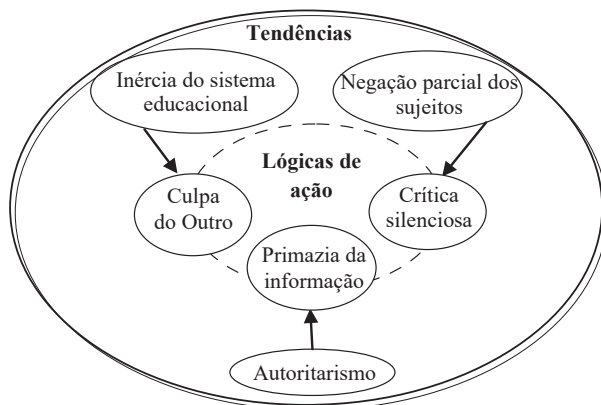 Tendências
Inércia do sistema
educacional
Negação parcial dos
sujeitos
Lógicas de
ação
Culpa
do Outro
Crítica
silenciosa
Primazia da
informação
Autoritarismo